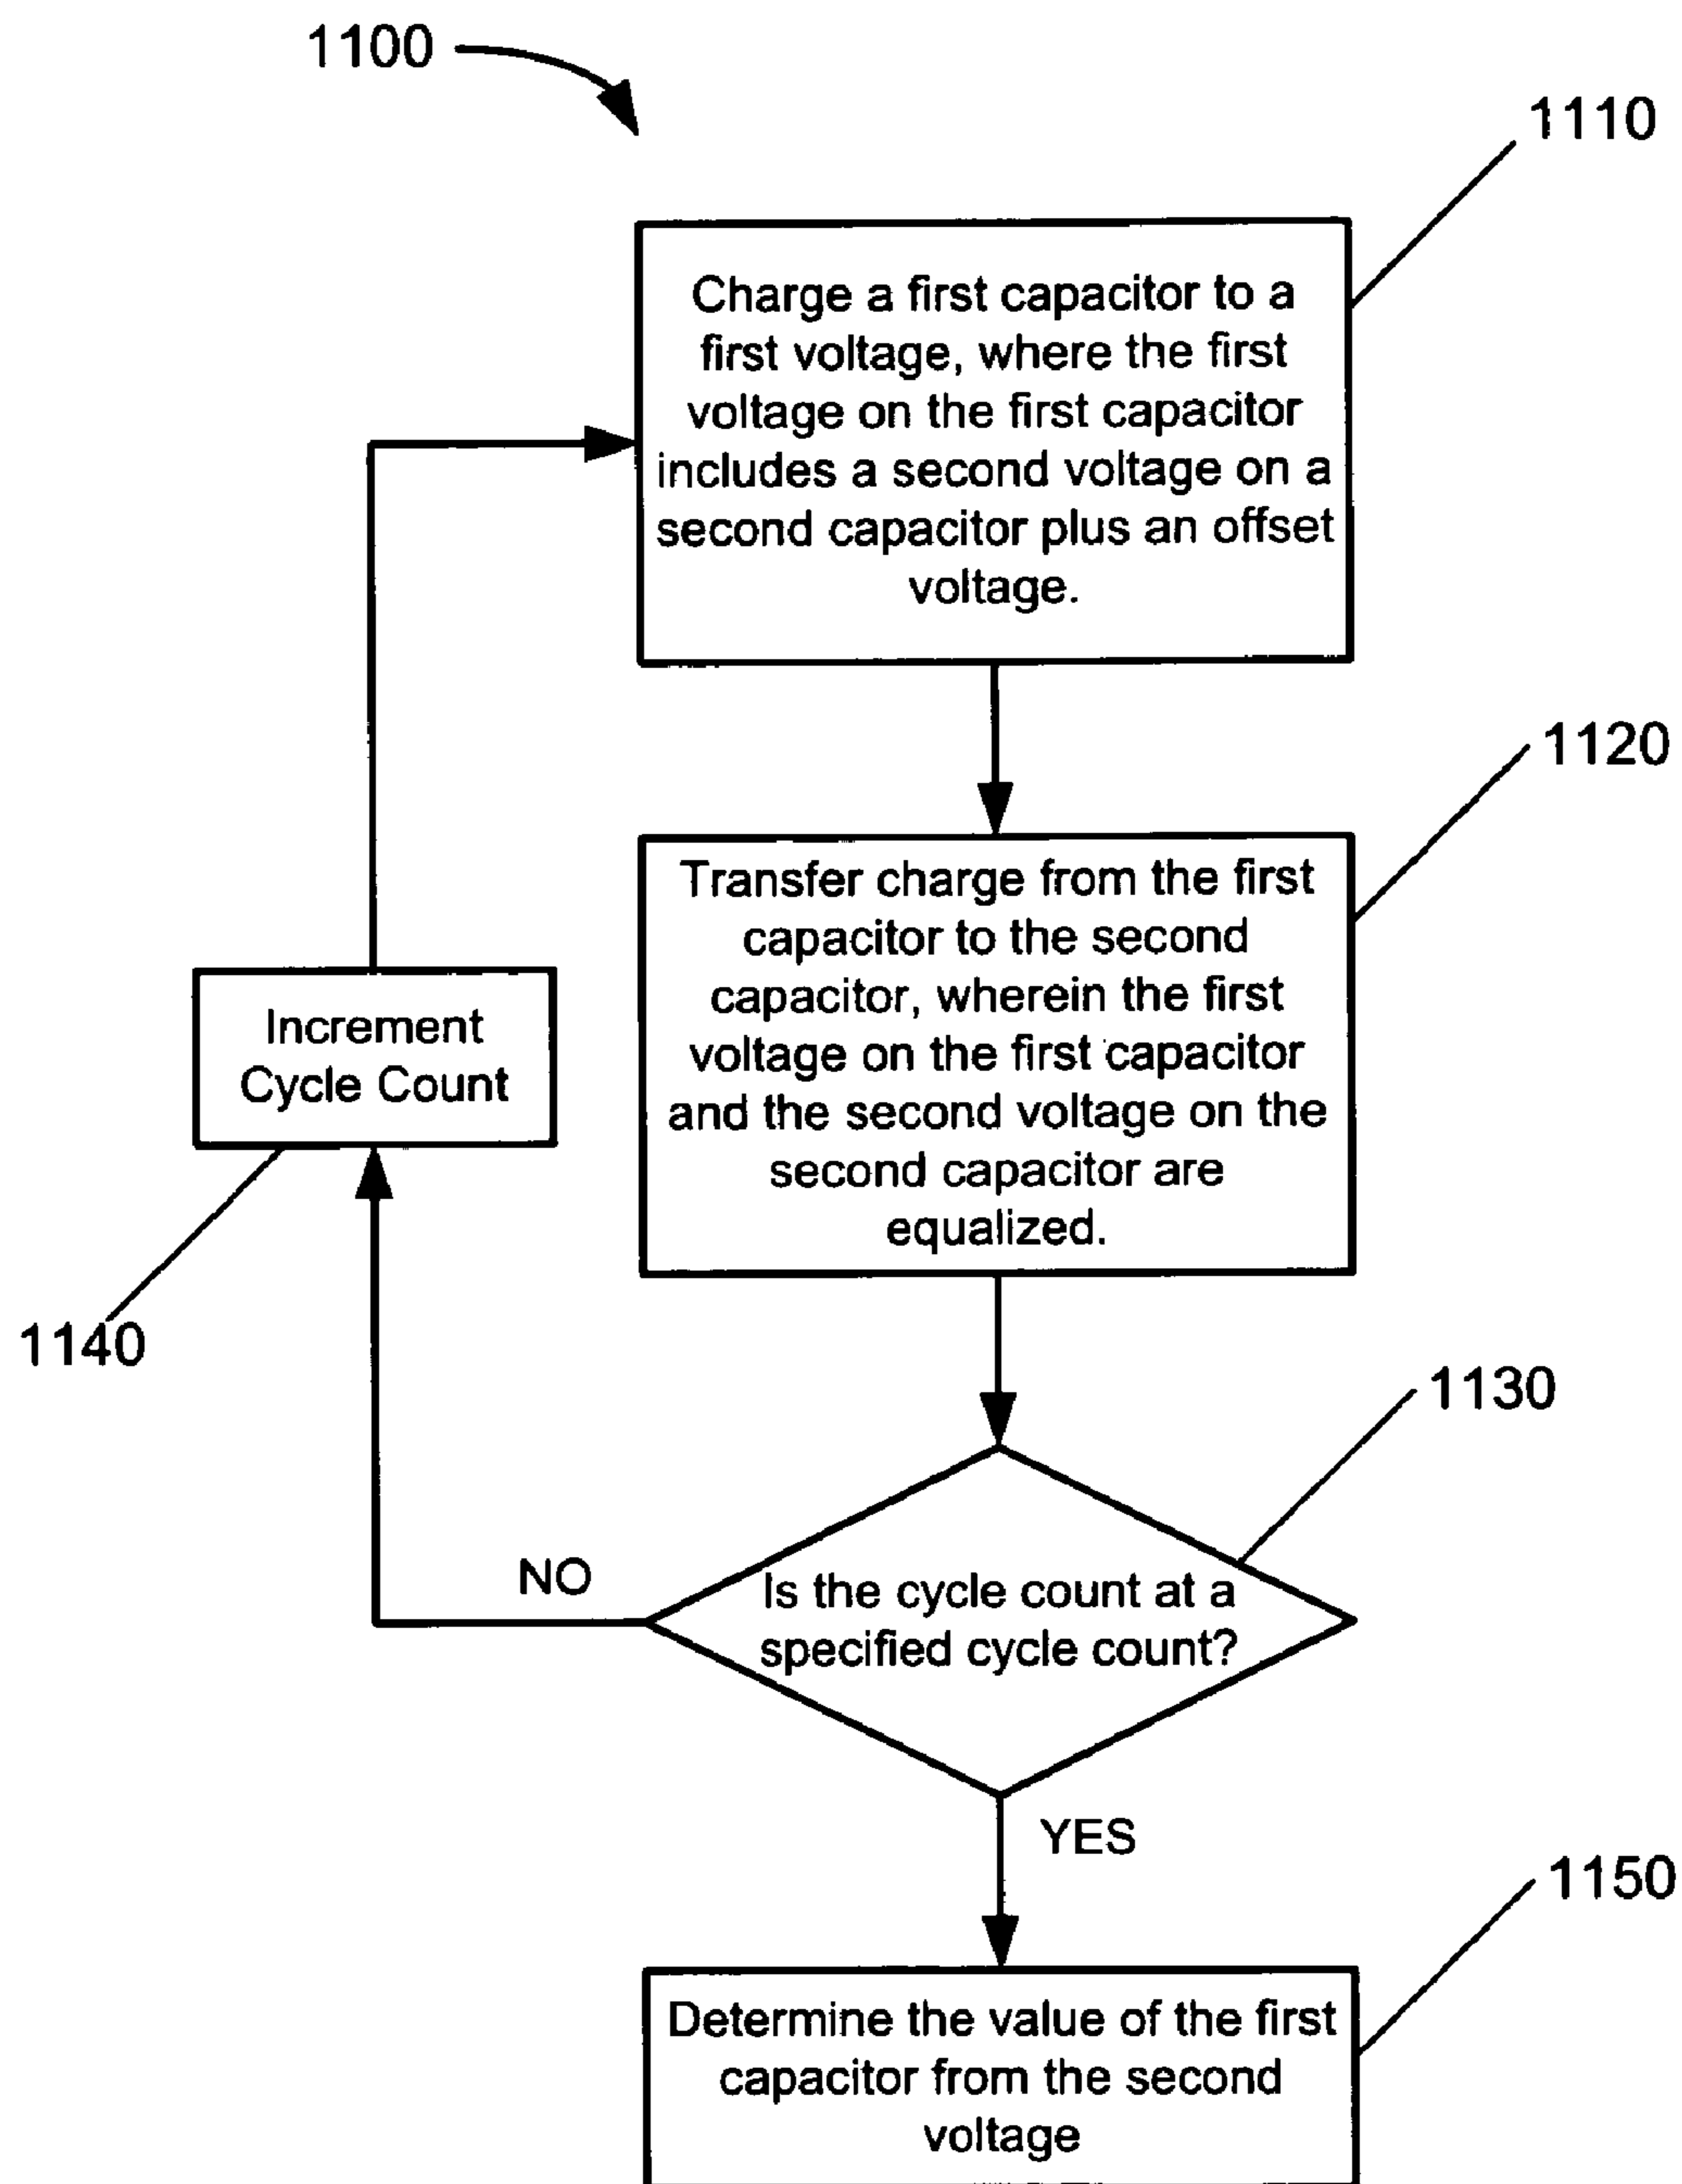 1100
1110
Charge a first capacitor to a
first voltage, where the first
voltage on the first capacitor
includes a second voltage on a
second capacitor plus an offset
voltage.
1120
Transfer charge from the first
capacitor to the second
capacitor, wherein the first
voltage on the first capacitor
and the second voltage on the
second capacitor are
equalized.
Increment
Cycle Count
1140
1130
NO
Is the cycle count at a
specified cycle count?
YES
1150
Determine the value of the first
capacitor from the second
voltage